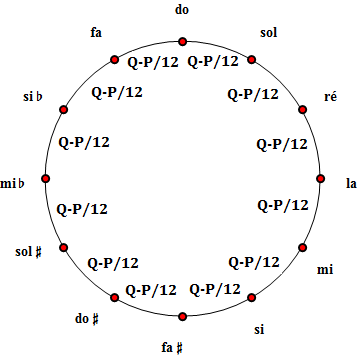 do
fa
sol
Q-P/12 Q-P/12
si♭
Q-P/12
Q-P/12
ré
Q-P/12
Q-P/12
mi♭
la
Q-P/12
Q-P/12
sol♯
Q-P/12
Q-P/12
mi
Q-P/12
Q-P/12
do♯
si
fa♯